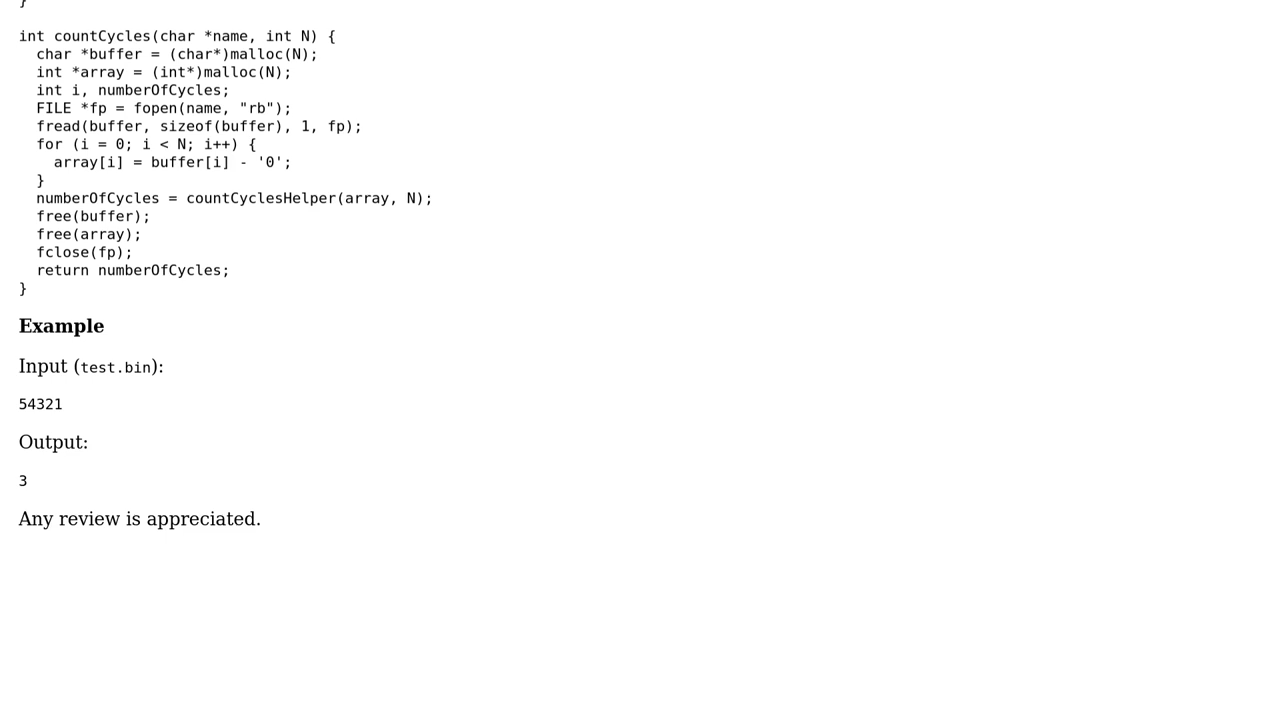 }
int countCycles(char *name, int N) {
  char *buffer = (char*)malloc(N);
  int *array = (int*)malloc(N);
  int i, numberOfCycles;
  FILE *fp = fopen(name, "rb");
  fread(buffer, sizeof(buffer), 1, fp);
  for (i = 0; i < N; i++) {
    array[i] = buffer[i] - '0';
  }
  numberOfCycles = countCyclesHelper(array, N);
  free(buffer);
  free(array);
  fclose(fp);
  return numberOfCycles;
}
Example
Input (test.bin):
54321
Output:
3
Any review is appreciated.